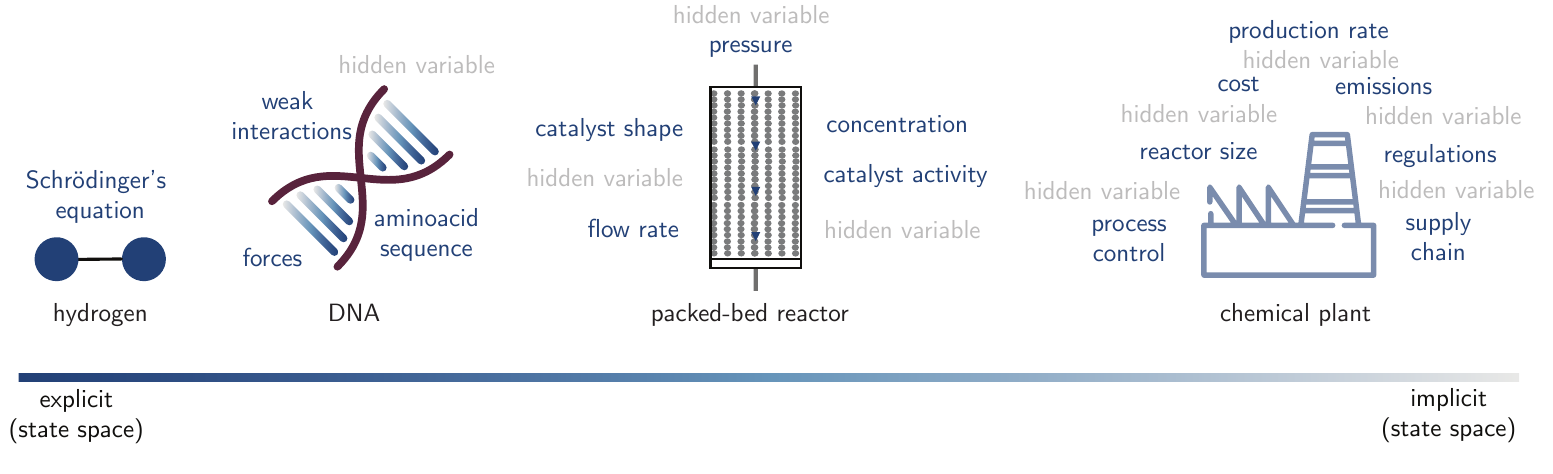 Schrödinger's
equation
hydrogen
hidden variable
weak
interactions
aminoacid
sequence
forces
DNA
hidden variable
pressure
catalyst shape
hidden variable
flow rate
concentration
catalyst activity
hidden variable
packed-bed reactor
production rate
hidden variable
cost
emissions
hidden variable
hidden variable
reactor size
regulations
hidden variable
hidden variable
process
control
supply
chain
chemical plant
explicit
(state space)
implicit
(state space)